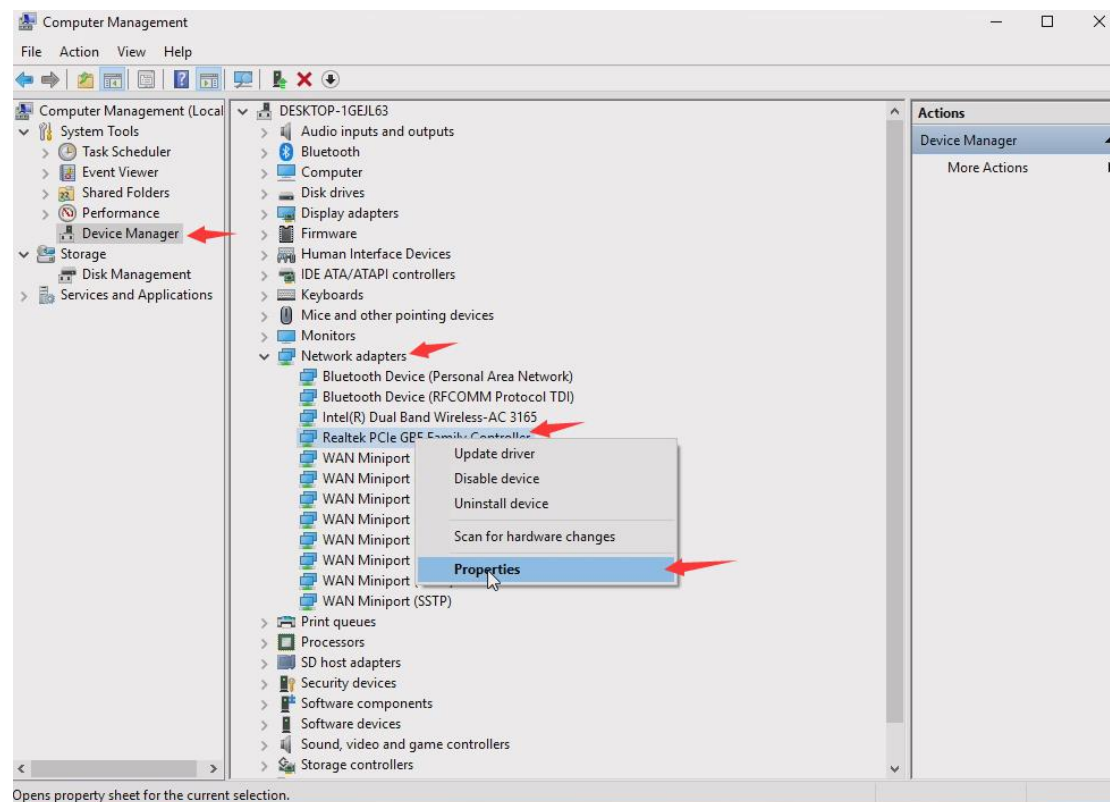 Computer Management
File Action View Help
Computer Management (Local
System Tools
Task Scheduler
Event Viewer
Shared Folders
Performance
Device Manager
Storage
Disk Management
Services and Applications
DESKTOP-1GEJL63
Audio inputs and outputs
Bluetooth
Computer
Disk drives
Display adapters
Firmware
Human Interface Devices
IDE ATA/ATAPI controllers
Keyboards
Mice and other pointing devices
Monitors
Network adapters
Bluetooth Device (Personal Area Network)
Bluetooth Device (RFCOMM Protocol TDI)
Intel(R) Dual Band Wireless-AC 3165
Realtek PCIe GBE Family Controller
WAN Miniport
WAN Miniport
WAN Miniport
WAN Miniport
WAN Miniport
WAN Miniport
WAN Miniport
WAN Miniport (SSTP)
Print queues
Processors
SD host adapters
Security devices
Software components
Software devices
Sound, video and game controllers
Storage controllers
Update driver
Disable device
Uninstall device
Scan for hardware changes
Properties
Actions
Device Manager
More Actions
Opens property sheet for the current selection.